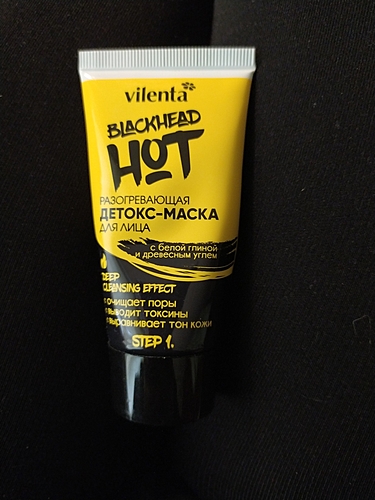 vilenta
BLACKHEAD
HOT
РАЗОГРЕВАЮЩАЯ
ДЕТОКС-МАСКА
ДЛЯ ЛИЦА
с белой глиной
и древесным углем
DEEP
CLEANSING EFFECT
очищает поры
выводит токсины
выравнивает тон кожи
STEP 1.